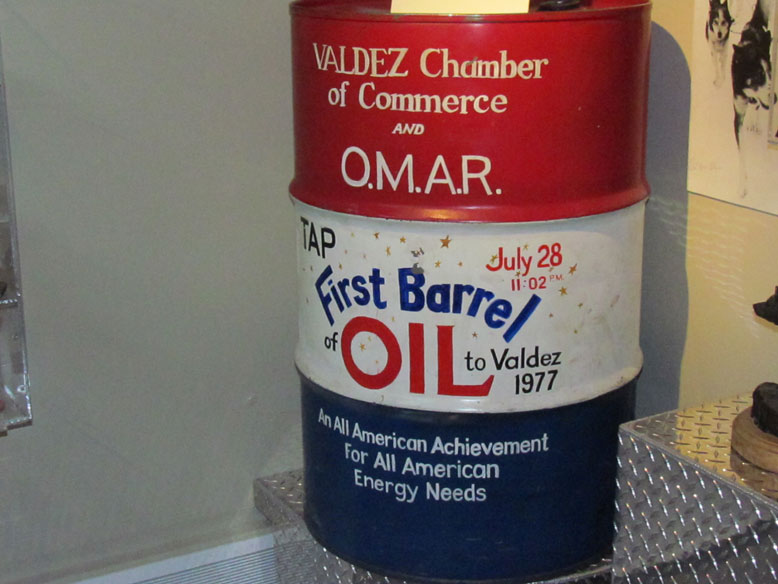 VALDEZ Chamber
of Commerce
AND
O.M.A.R.
TAP
July 28
11:02 P.M.
First Barrel
of OIL to Valdez
1977
An All American Achievement
For All American
Energy Needs